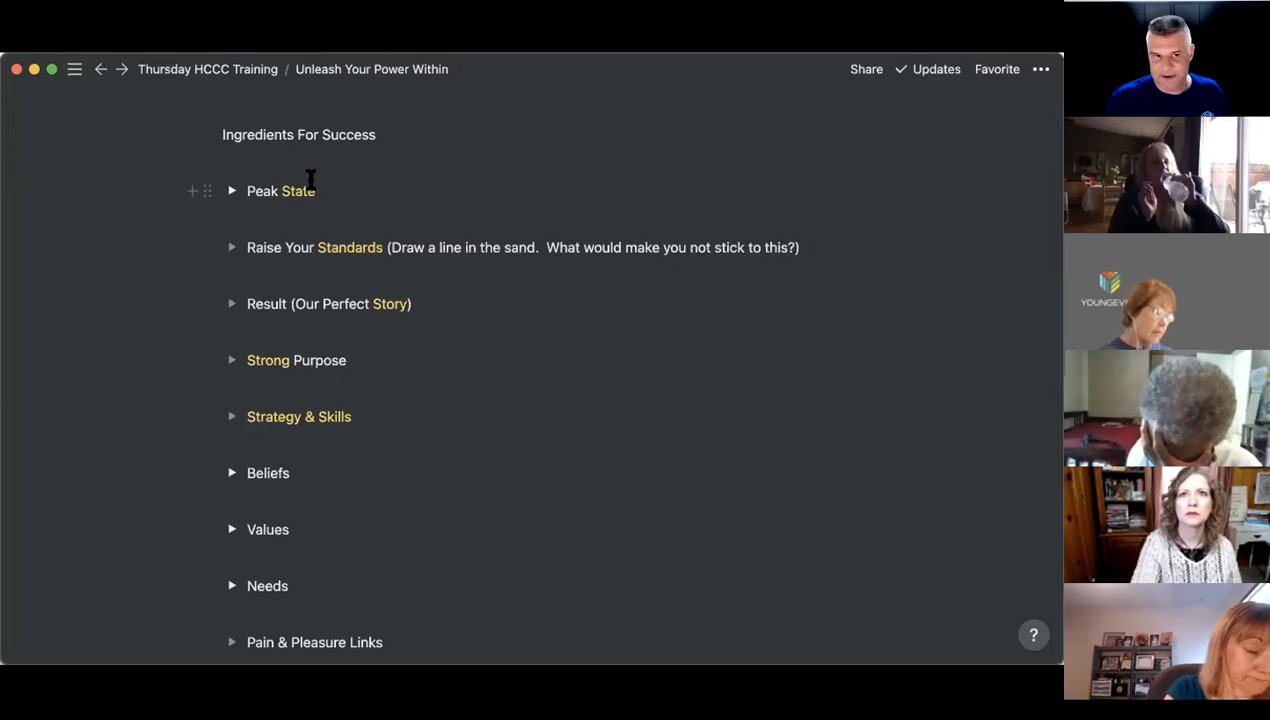 Thursday HCCC Training / Unleash Your Power Within
Share ✓ Updates Favorite •••
Ingredients For Success
Peak State
Raise Your Standards (Draw a line in the sand.  What would make you not stick to this?)
Result (Our Perfect Story)
Strong Purpose
Strategy & Skills
Beliefs
Values
Needs
Pain & Pleasure Links
?
YOUNGEV